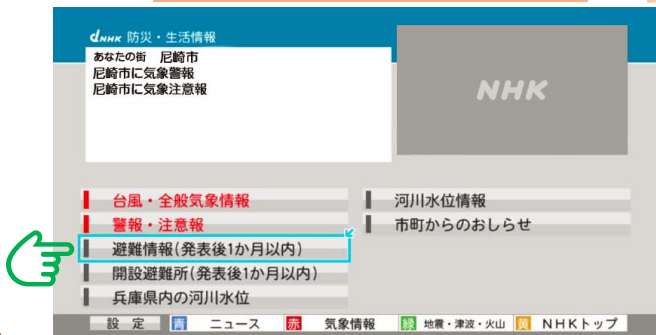 dNHK 防災・生活情報
あなたの街 尼崎市
尼崎市に気象警報
尼崎市に気象注意報
NHK
台風・全般気象情報
警報・注意報
避難情報(発表後1か月以内)
開設避難所(発表後1か月以内)
兵庫県内の河川水位
河川水位情報
市町からのおしらせ
設 定 青 ニュース 赤 気象情報 緑 地震・津波・火山 黄 NHKトップ